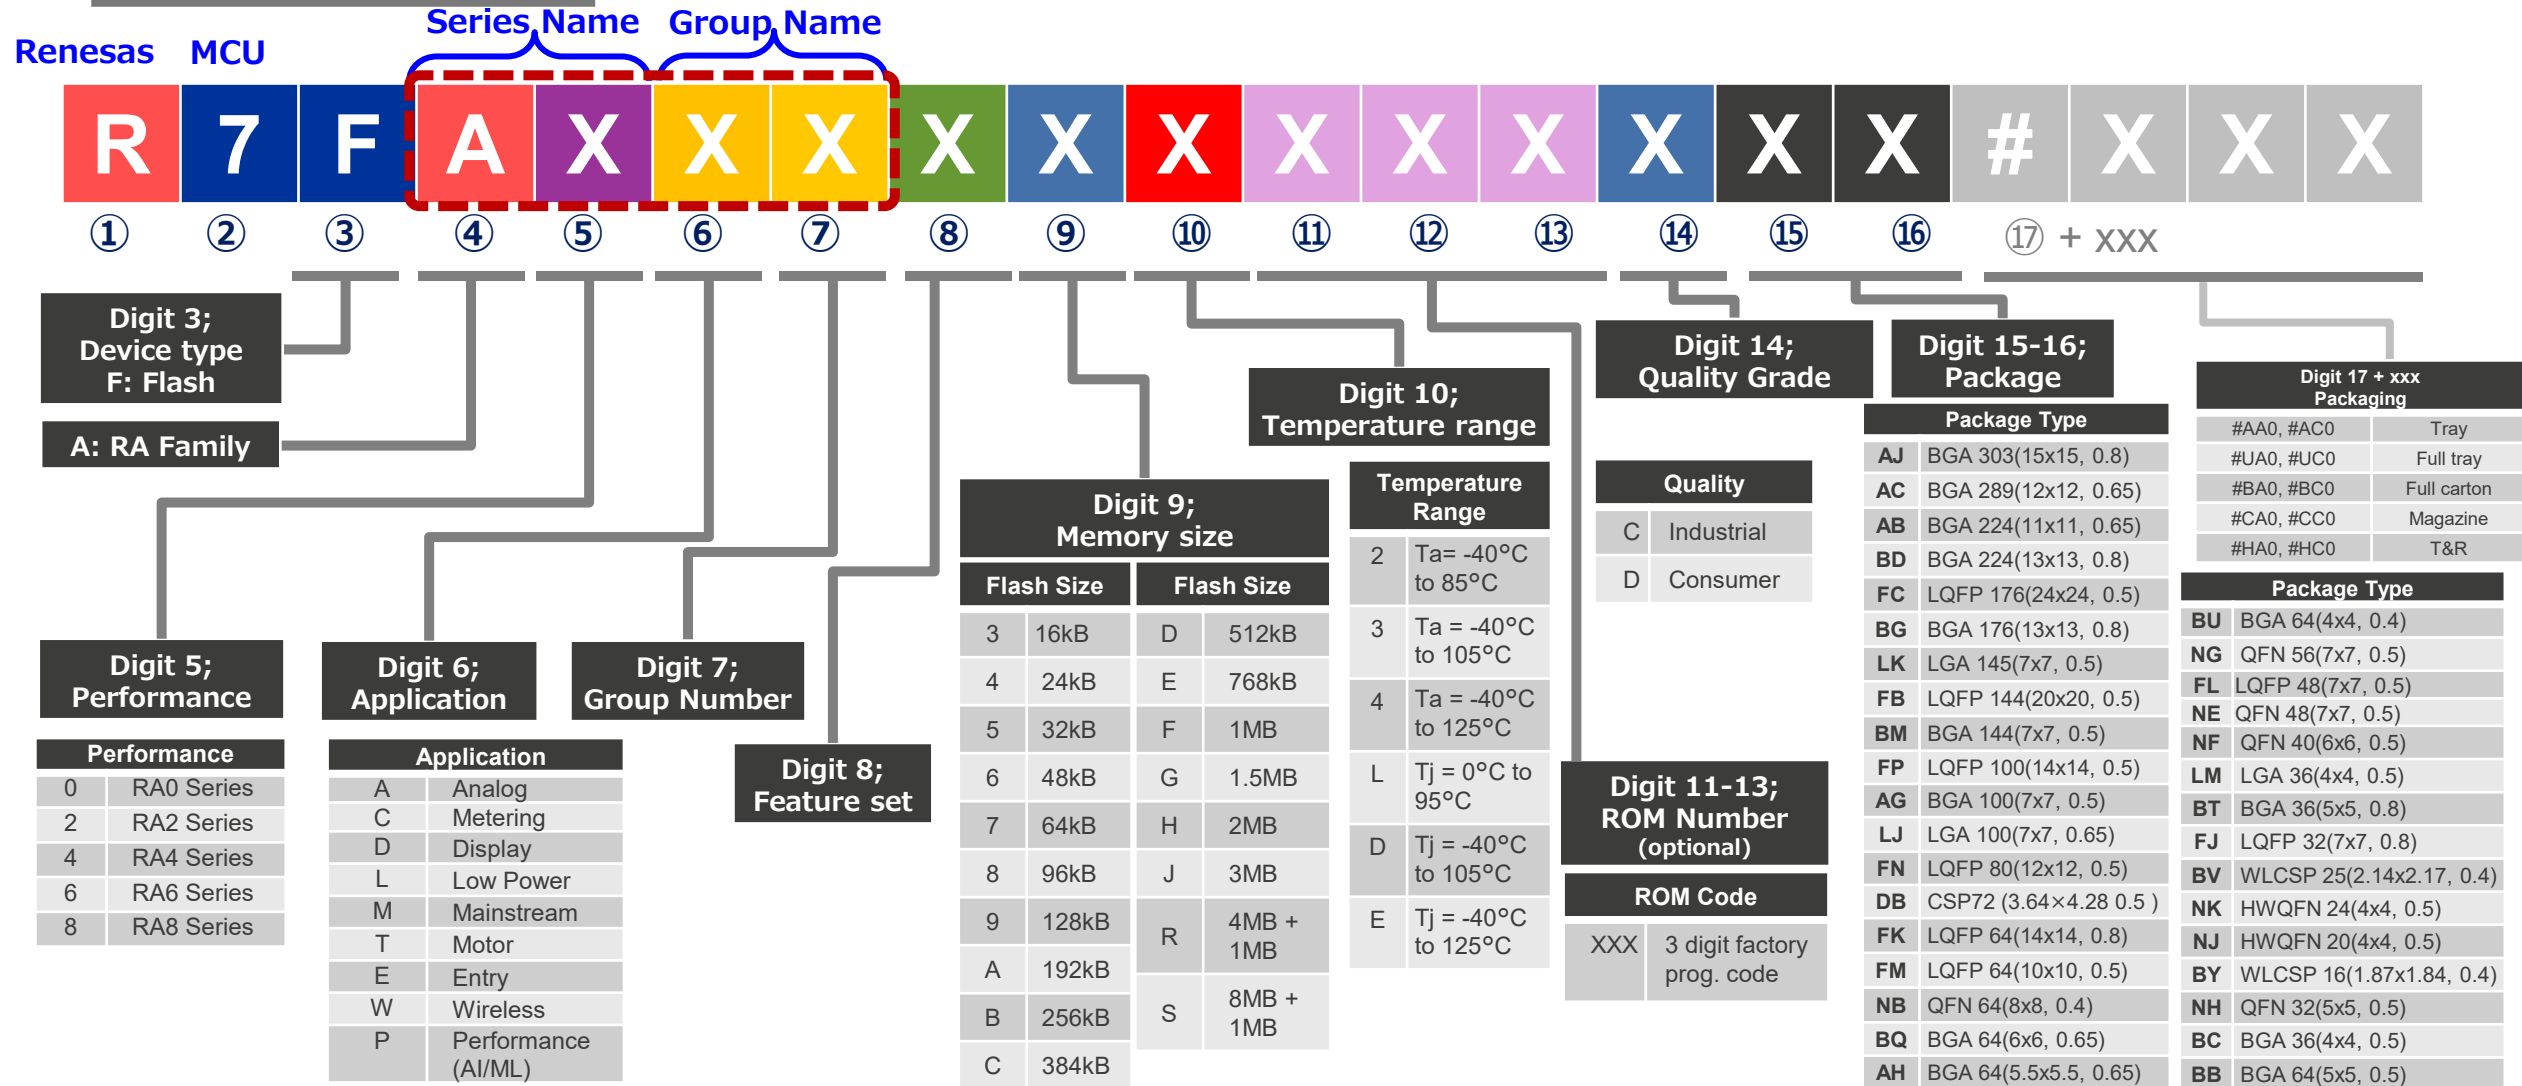 Series Name Group Name
Renesas MCU
R 7 F A X X X X X X X X X X X X # X X X
① ② ③ ④ ⑤ ⑥ ⑦ ⑧ ⑨ ⑩ ⑪ ⑫ ⑬ ⑭ ⑮ ⑯ ⑰ + xxx
Digit 3;
Device type
F: Flash
A: RA Family
Digit 5;
Performance
Performance
0 RA0 Series
2 RA2 Series
4 RA4 Series
6 RA6 Series
8 RA8 Series
Digit 6;
Application
Application
A Analog
C Metering
D Display
L Low Power
M Mainstream
T Motor
E Entry
W Wireless
P Performance
(AI/ML)
Digit 7;
Group Number
Digit 8;
Feature set
Digit 9;
Memory size
Flash Size Flash Size
3 16kB D 512kB
4 24kB E 768kB
5 32kB F 1MB
6 48kB G 1.5MB
7 64kB H 2MB
8 96kB J 3MB
9 128kB R 4MB +
1MB
A 192kB
B 256kB S 8MB +
1MB
C 384kB
Digit 10;
Temperature range
Temperature
Range
2 Ta= -40°C
to 85°C
3 Ta = -40°C
to 105°C
4 Ta = -40°C
to 125°C
L Tj = 0°C to
95°C
D Tj = -40°C
to 105°C
E Tj = -40°C
to 125°C
Digit 11-13;
ROM Number
(optional)
ROM Code
XXX 3 digit factory
prog. code
Digit 14;
Quality Grade
Quality
C Industrial
D Consumer
Digit 15-16;
Package
Package Type
AJ BGA 303(15x15, 0.8)
AC BGA 289(12x12, 0.65)
AB BGA 224(11x11, 0.65)
BD BGA 224(13x13, 0.8)
FC LQFP 176(24x24, 0.5)
BG BGA 176(13x13, 0.8)
LK LGA 145(7x7, 0.5)
FB LQFP 144(20x20, 0.5)
BM BGA 144(7x7, 0.5)
FP LQFP 100(14x14, 0.5)
AG BGA 100(7x7, 0.5)
LJ LGA 100(7x7, 0.65)
FN LQFP 80(12x12, 0.5)
DB CSP72 (3.64×4.28 0.5 )
FK LQFP 64(14x14, 0.8)
FM LQFP 64(10x10, 0.5)
NB QFN 64(8x8, 0.4)
BQ BGA 64(6x6, 0.65)
AH BGA 64(5.5x5.5, 0.65)
Digit 17 + xxx
Packaging
#AA0, #AC0 Tray
#UA0, #UC0 Full tray
#BA0, #BC0 Full carton
#CA0, #CC0 Magazine
#HA0, #HC0 T&R
Package Type
BU BGA 64(4x4, 0.4)
NG QFN 56(7x7, 0.5)
FL LQFP 48(7x7, 0.5)
NE QFN 48(7x7, 0.5)
NF QFN 40(6x6, 0.5)
LM LGA 36(4x4, 0.5)
BT BGA 36(5x5, 0.8)
FJ LQFP 32(7x7, 0.8)
BV WLCSP 25(2.14x2.17, 0.4)
NK HWQFN 24(4x4, 0.5)
NJ HWQFN 20(4x4, 0.5)
BY WLCSP 16(1.87x1.84, 0.4)
NH QFN 32(5x5, 0.5)
BC BGA 36(4x4, 0.5)
BB BGA 64(5x5, 0.5)